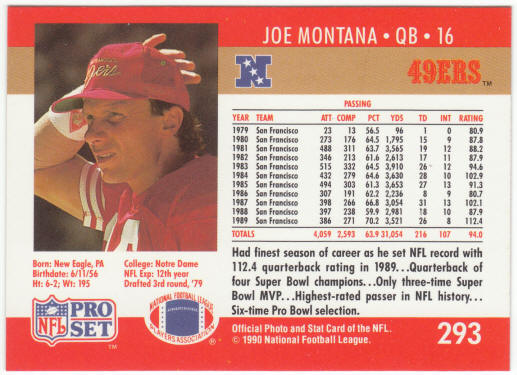 JOE MONTANA • QB • 16
N
49ERS™
49ers
PASSING
YEAR TEAM ATT COMP PCT YDS TD INT RATING
1979 San Francisco 23 13 56.5 96 1 0 80.9
1980 San Francisco 273 176 64.5 1,795 15 9 87.8
1981 San Francisco 488 311 63.7 3,565 19 12 88.2
1982 San Francisco 346 213 61.6 2,613 17 11 87.9
1983 San Francisco 515 332 64.5 3,910 26 12 94.6
1984 San Francisco 432 279 64.6 3,630 28 10 102.9
1985 San Francisco 494 303 61.3 3,653 27 13 91.3
1986 San Francisco 307 191 62.2 2,236 8 9 80.7
1987 San Francisco 398 266 66.8 3,054 31 13 102.1
1988 San Francisco 397 238 59.9 2,981 18 10 87.9
1989 San Francisco 386 271 70.2 3,521 26 8 112.4
TOTALS 4,059 2,593 63.9 31,054 216 107 94.0
Born: New Eagle, PA
Birthdate: 6/11/56
Ht: 6-2; Wt: 195
College: Notre Dame
NFL Exp: 12th year
Drafted 3rd round, '79
Had finest season of career as he set NFL record with
112.4 quarterback rating in 1989...Quarterback of
four Super Bowl champions...Only three-time Super
Bowl MVP...Highest-rated passer in NFL history...
Six-time Pro Bowl selection.
NFL
PRO
SET
™
NATIONAL FOOTBALL LEAGUE
PLAYERS ASSOCIATION
®
Official Photo and Stat Card of the NFL.
© 1990 National Football League.
293